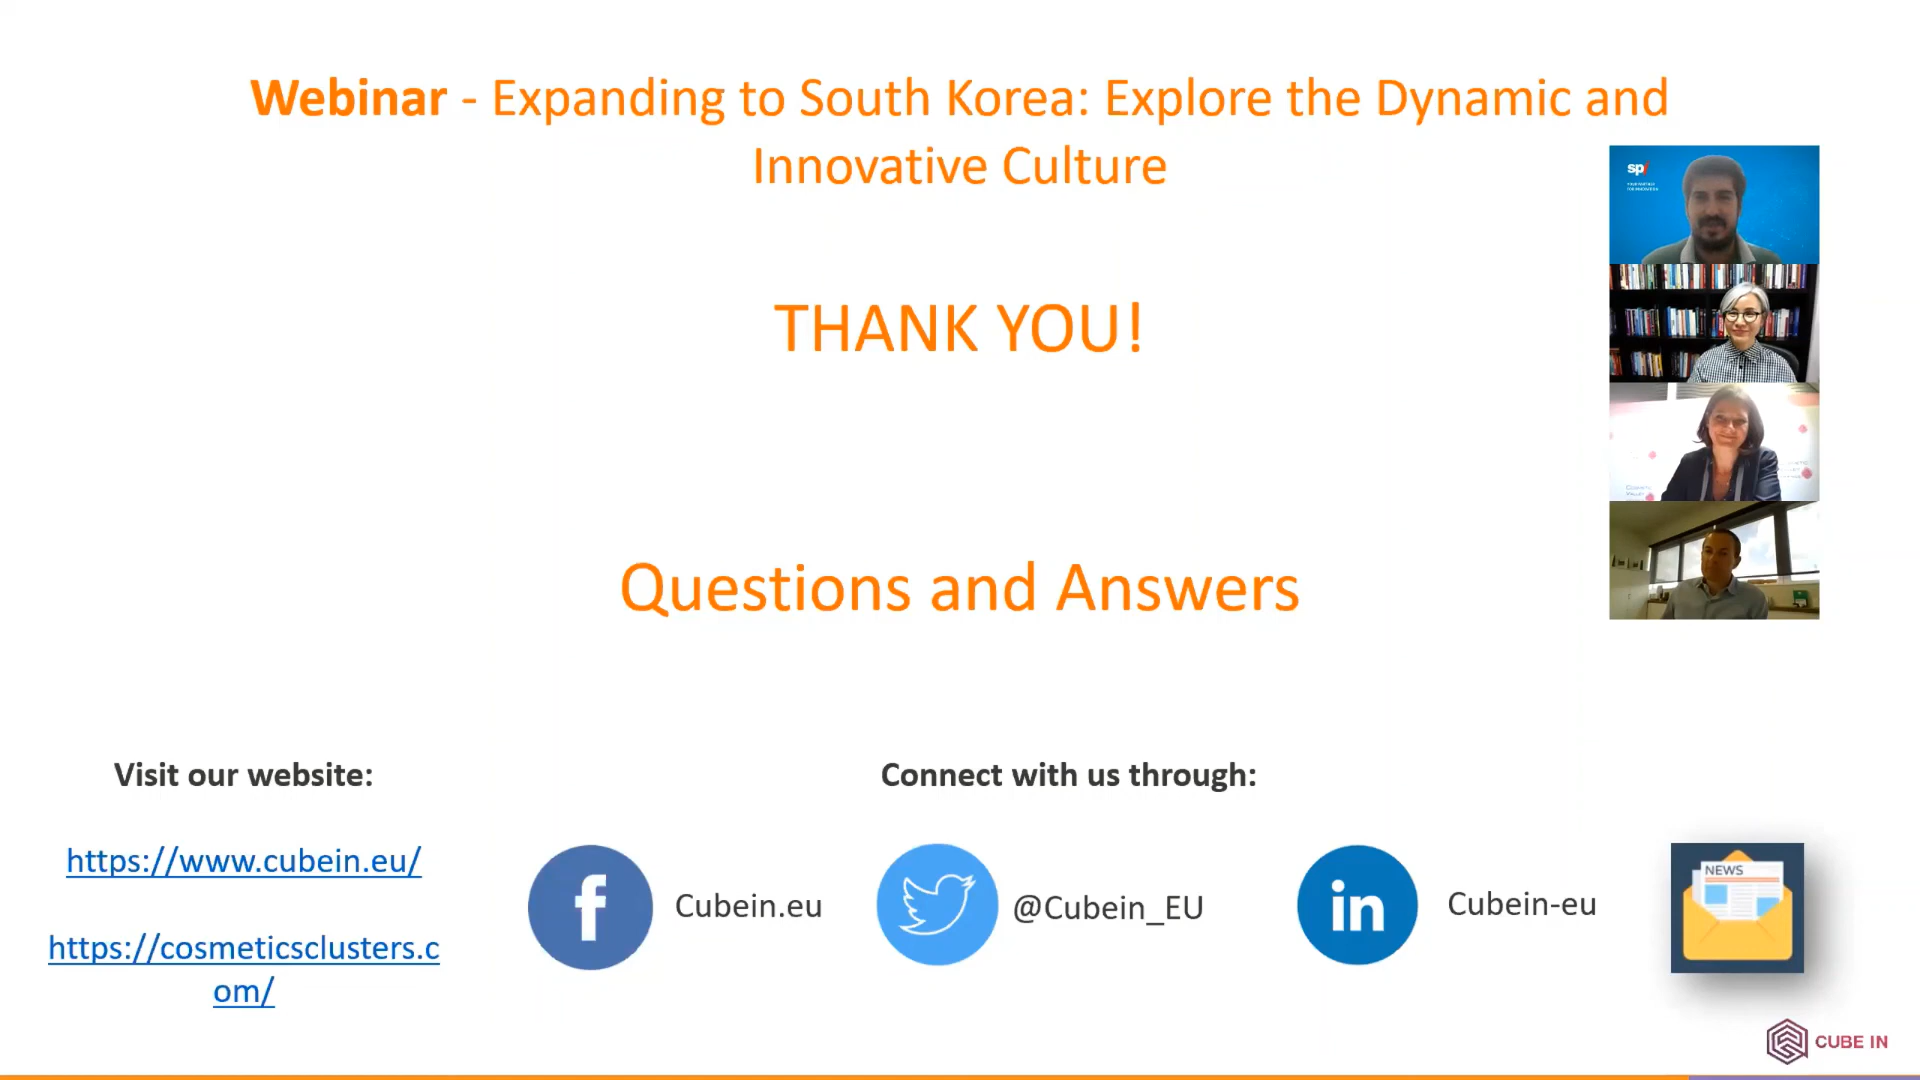 Webinar - Expanding to South Korea: Explore the Dynamic and
Innovative Culture
sp/
THANK YOU!
Questions and Answers
Visit our website:
Connect with us through:
https://www.cubein.eu/
https://cosmeticsclusters.c
om/
f
Cubein.eu
@Cubein_EU
in
Cubein-eu
NEWS
CUBE IN